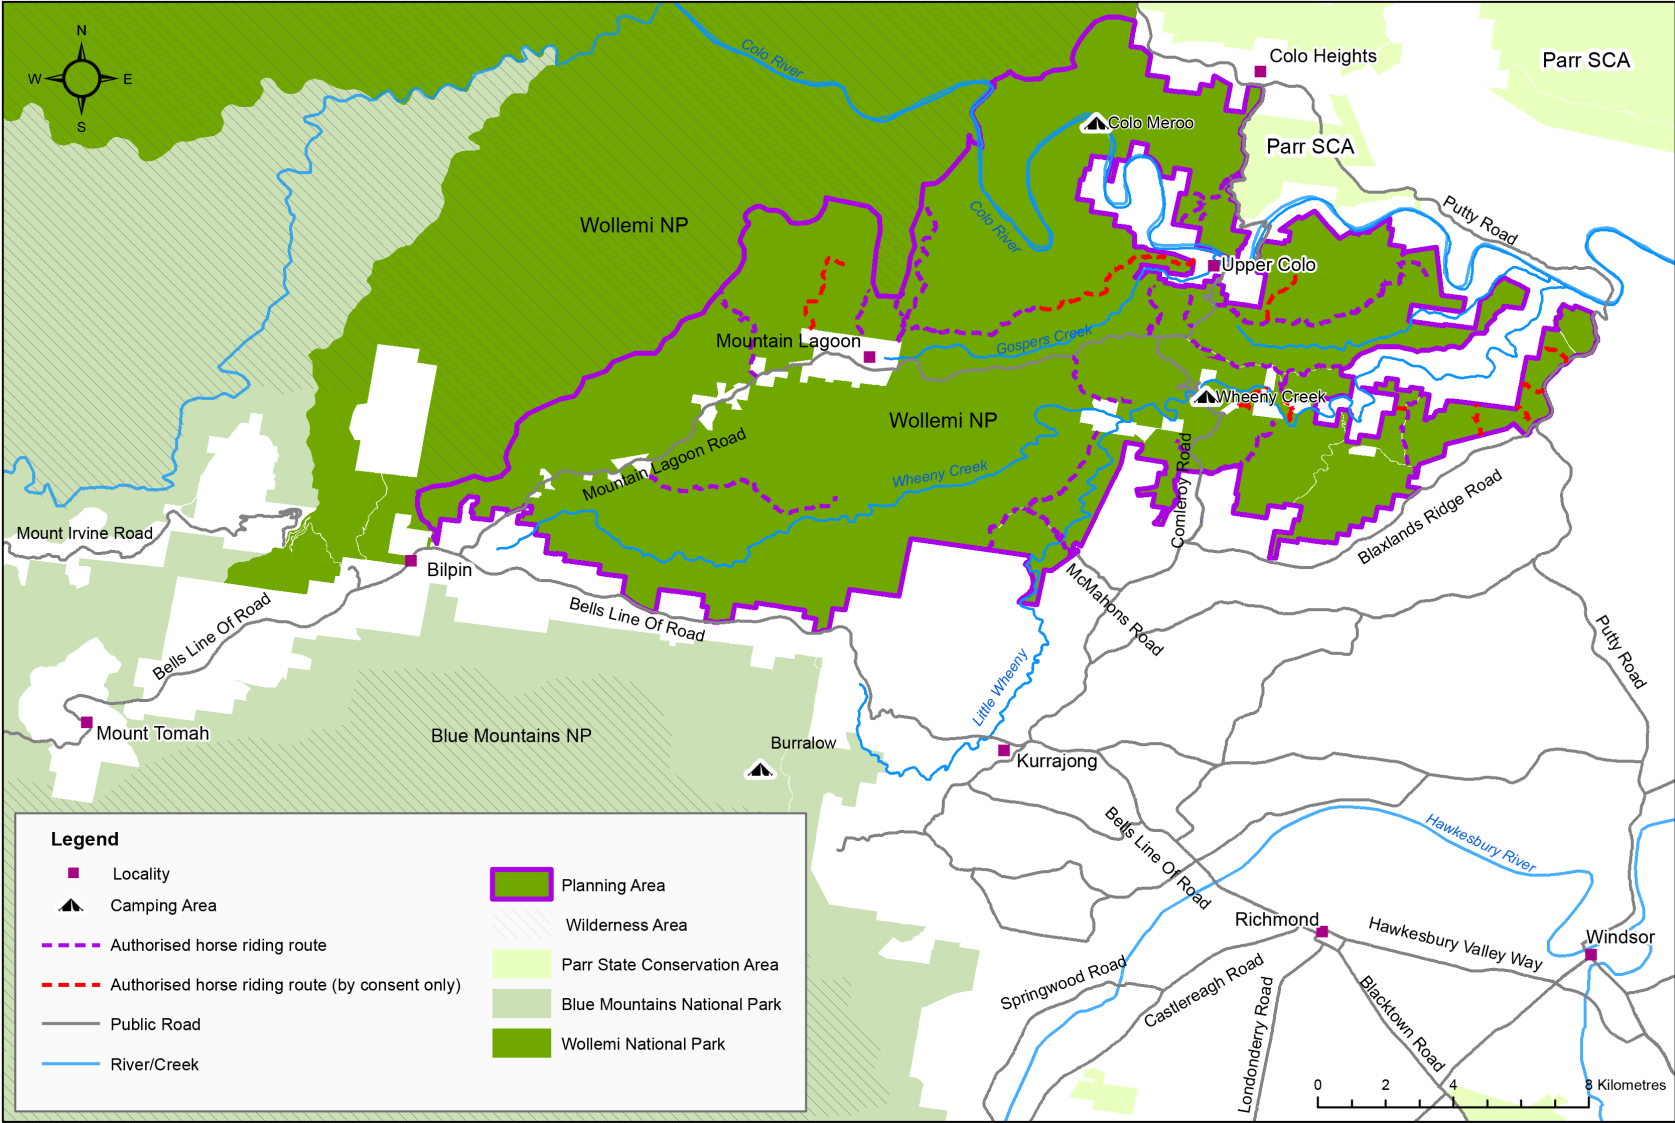 N
W
E
S
Colo River
Colo Heights
Parr SCA
Colo Meroo
Parr SCA
Wollemi NP
Colo River
Putty Road
Upper Colo
Mountain Lagoon
Gospers Creek
Wheeny Creek
Wollemi NP
Mountain Lagoon Road
Wheeny Creek
Comleroy Road
Blaxlands Ridge Road
Mount Irvine Road
Bilpin
Bells Line Of Road
Bells Line Of Road
McMahons Road
Putty Road
Little Wheeny
Mount Tomah
Blue Mountains NP
Burralow
Kurrajong
Bells Line Of Road
Hawkesbury River
Richmond
Hawkesbury Valley Way
Windsor
Springwood Road
Castlereagh Road
Londonderry Road
Blacktown Road
Legend
Locality
Camping Area
Authorised horse riding route
Authorised horse riding route (by consent only)
Public Road
River/Creek
Planning Area
Wilderness Area
Parr State Conservation Area
Blue Mountains National Park
Wollemi National Park
0 2 4 8 Kilometres